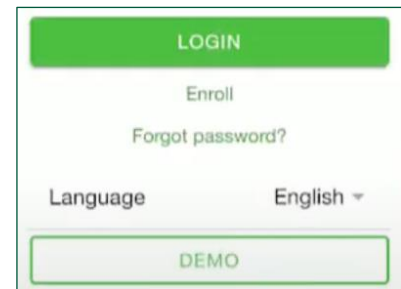 LOGIN
Enroll
Forgot password?
Language English
DEMO